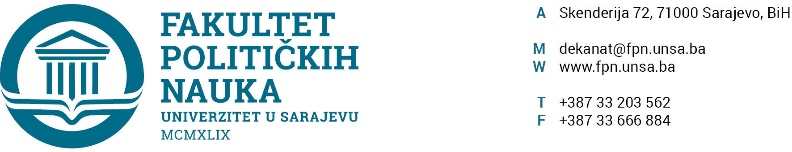 FAKULTET
POLITIČKIH
NAUKA
UNIVERZITET U SARAJEVU
MCMXLIX
A Skenderija 72, 71000 Sarajevo, BiH
M dekanat@fpn.unsa.ba
W www.fpn.unsa.ba
T +387 33 203 562
F +387 33 666 884